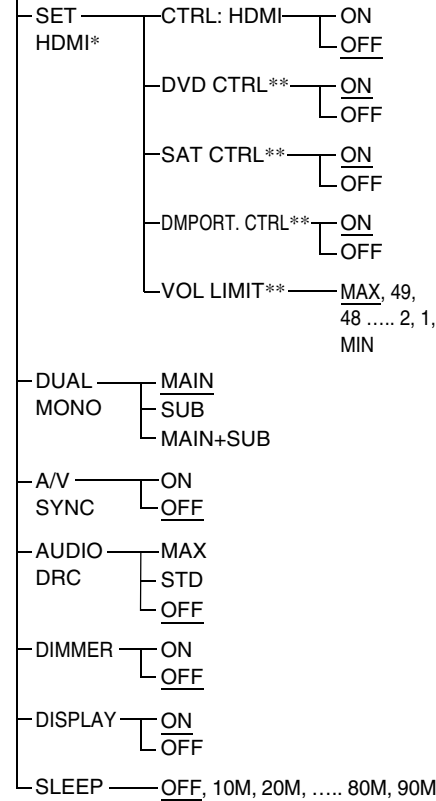 SET CTRL: HDMI ON
HDMI* OFF
DVD CTRL** ON
OFF
SAT CTRL** ON
OFF
DMPORT. CTRL** ON
OFF
VOL LIMIT** MAX, 49,
48 ..... 2, 1,
MIN
DUAL MAIN
MONO SUB
MAIN+SUB
A/V ON
SYNC OFF
AUDIO MAX
DRC STD
OFF
DIMMER ON
OFF
DISPLAY ON
OFF
SLEEP OFF, 10M, 20M, ..... 80M, 90M